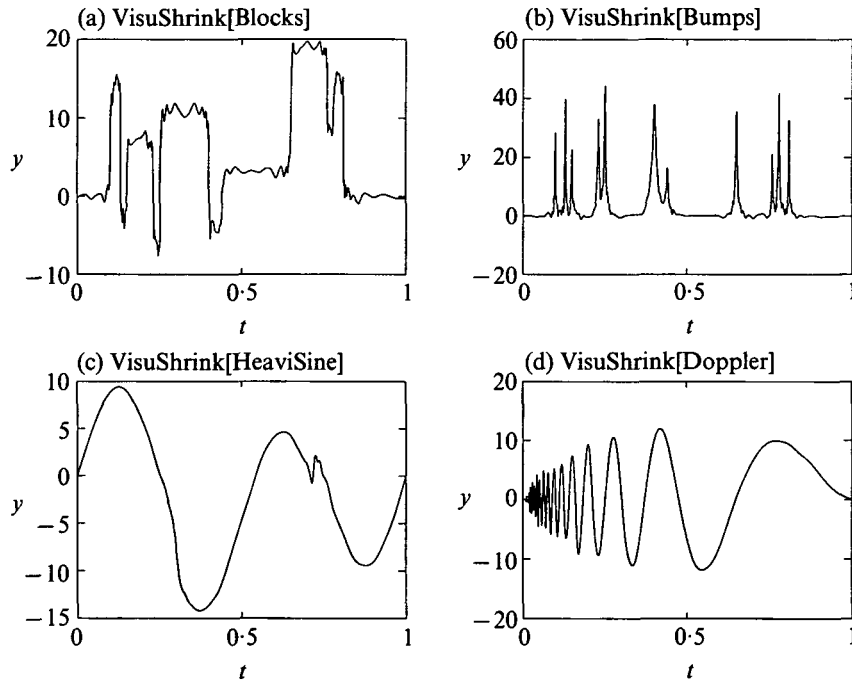 (a) VisuShrink[Blocks]
20
10
0
−10
y
0
0·5
1
t
(b) VisuShrink[Bumps]
60
40
20
0
−20
y
0
0·5
1
t
(c) VisuShrink[HeaviSine]
10
5
0
−5
−10
−15
y
0
0·5
1
t
(d) VisuShrink[Doppler]
20
10
0
−10
−20
y
0
0·5
1
t